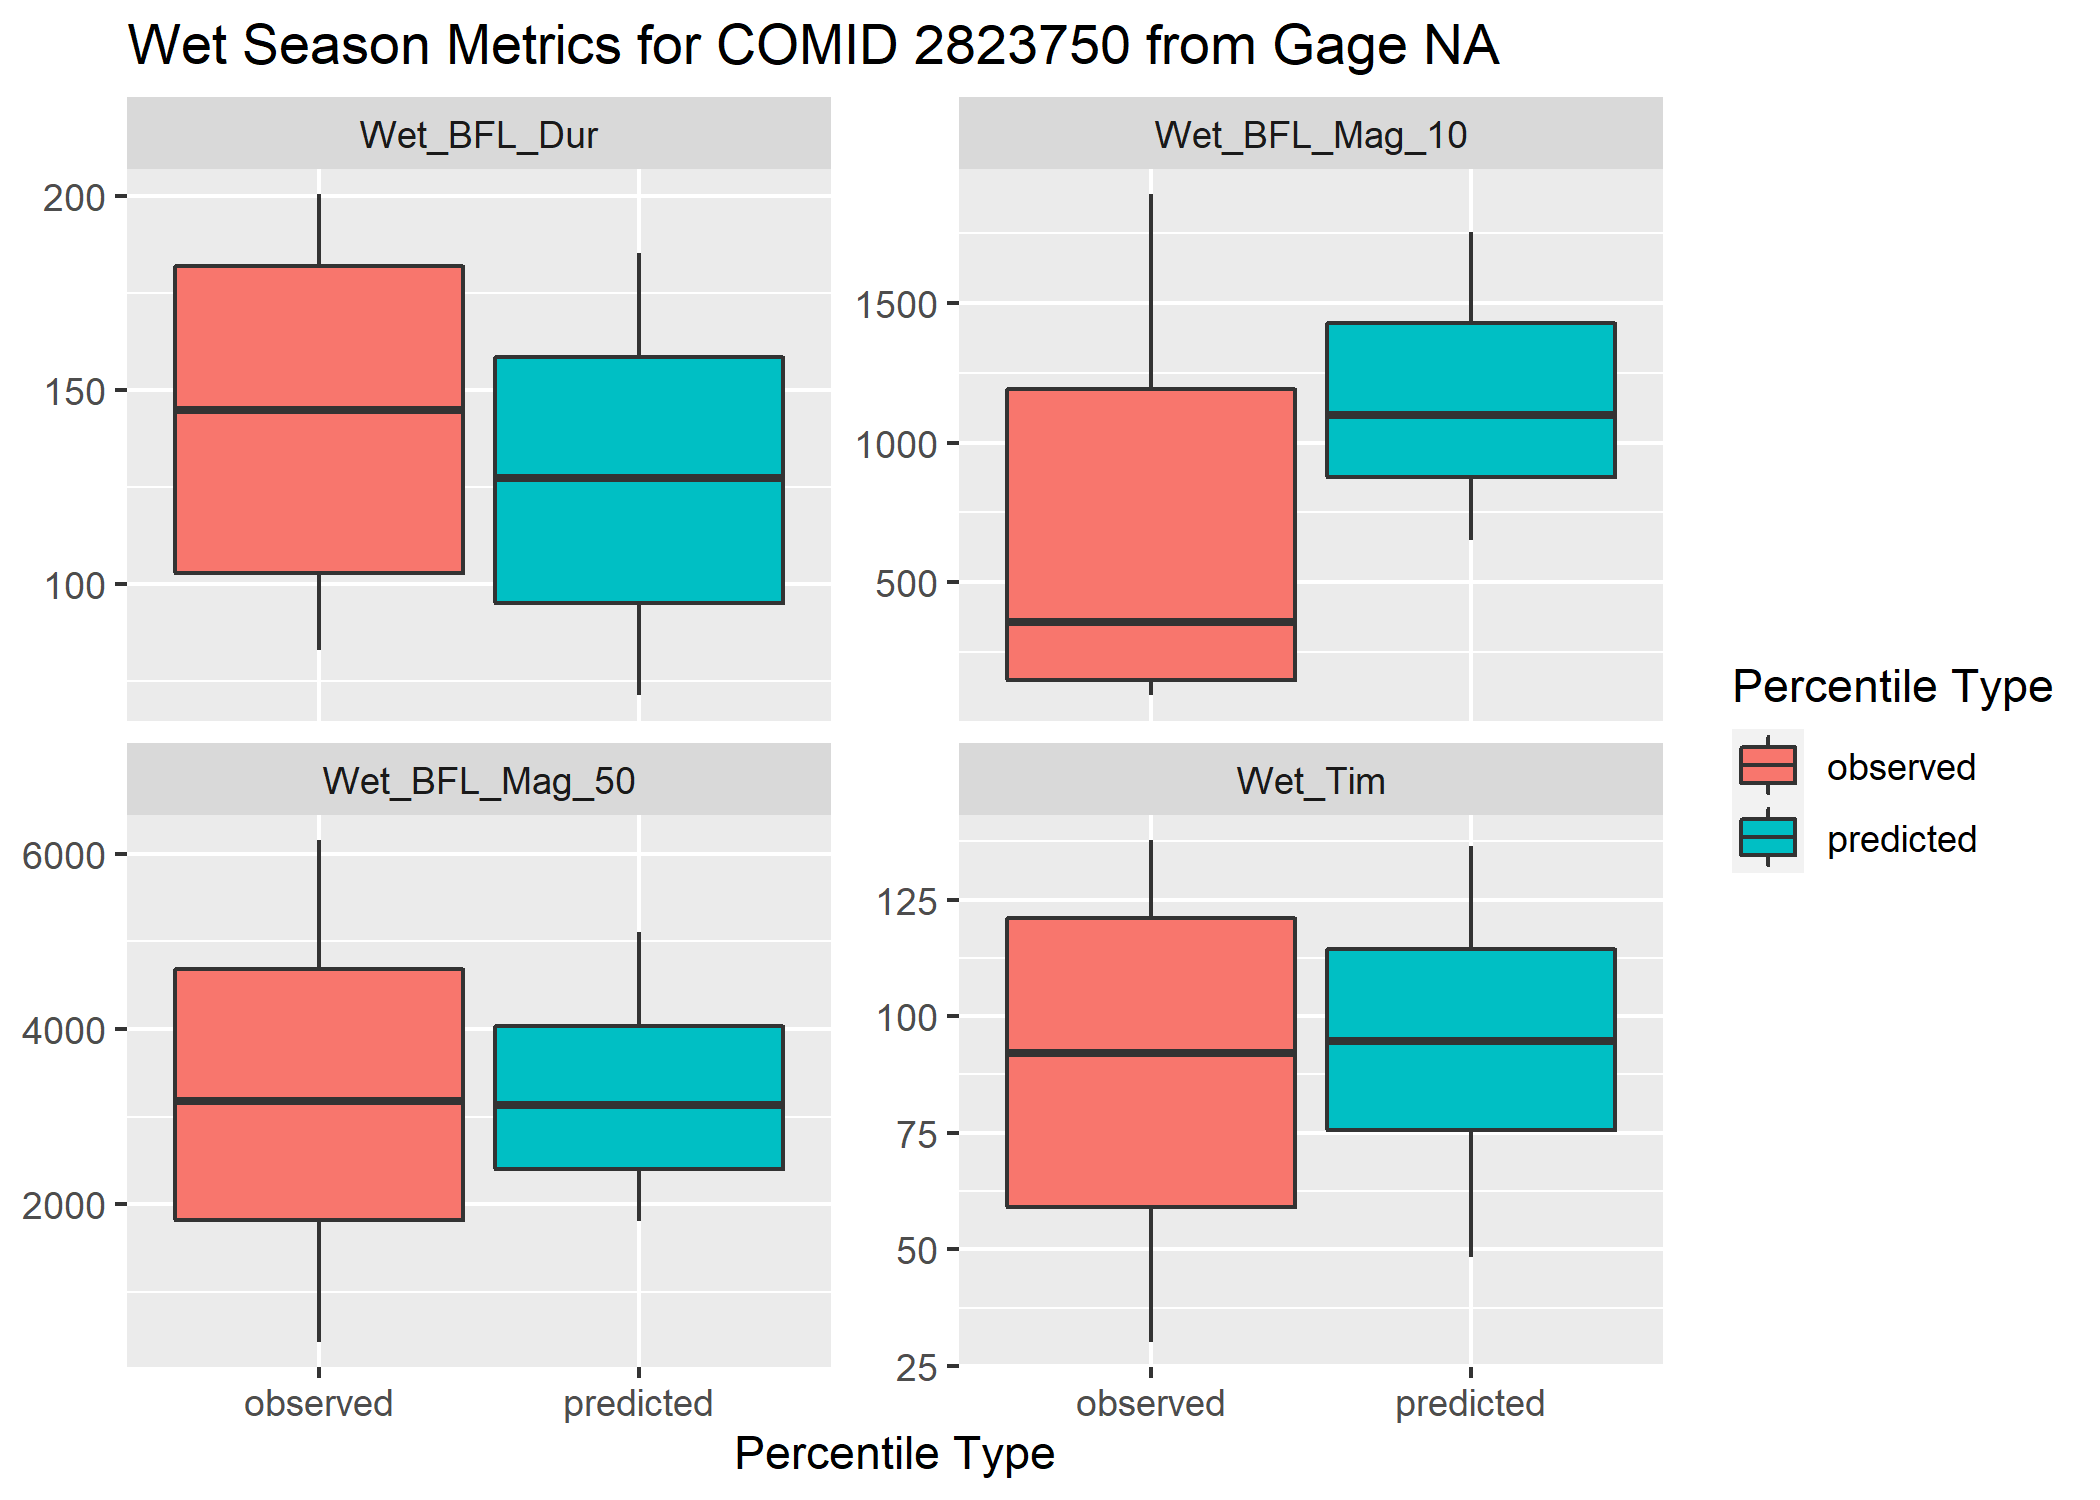 Wet Season Metrics for COMID 2823750 from Gage NA
Wet_BFL_Dur
Wet_BFL_Mag_10
200
150
100
1500
1000
500
Wet_BFL_Mag_50
Wet_Tim
6000
4000
2000
125
100
75
50
25
observed
predicted
observed
predicted
Percentile Type
Percentile Type
observed
predicted